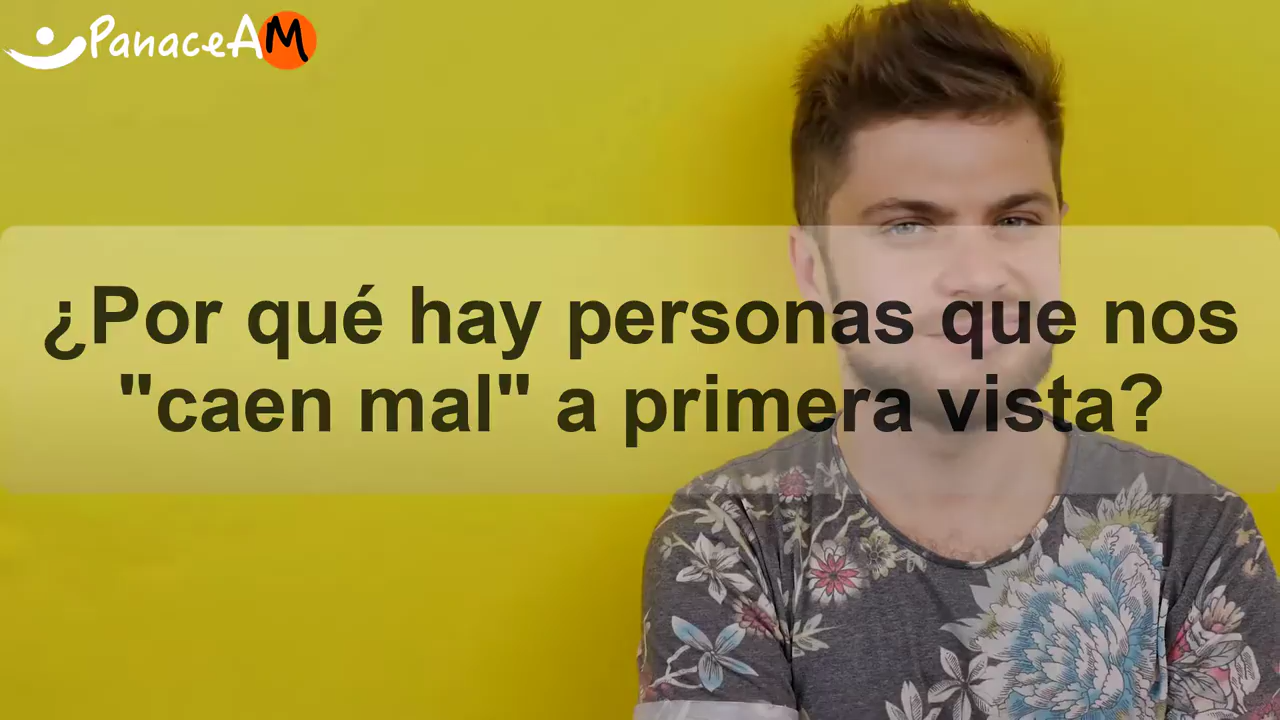 PanaceAM
¿Por qué hay personas que nos
"caen mal" a primera vista?